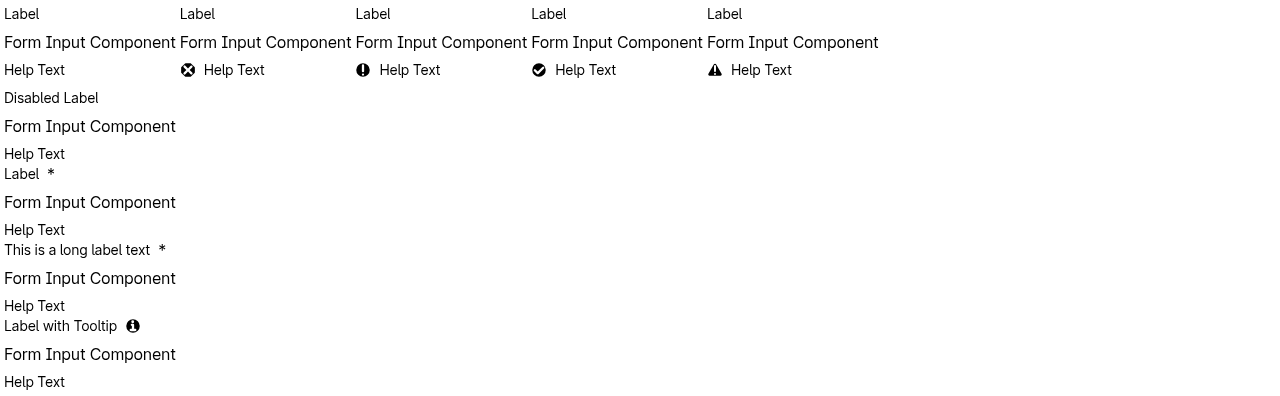 Label Label Label Label Label
Form Input Component Form Input Component Form Input Component Form Input Component Form Input Component
Help Text Help Text Help Text Help Text Help Text
Disabled Label
Form Input Component
Help Text
Label *
Form Input Component
Help Text
This is a long label text *
Form Input Component
Help Text
Label with Tooltip
Form Input Component
Help Text